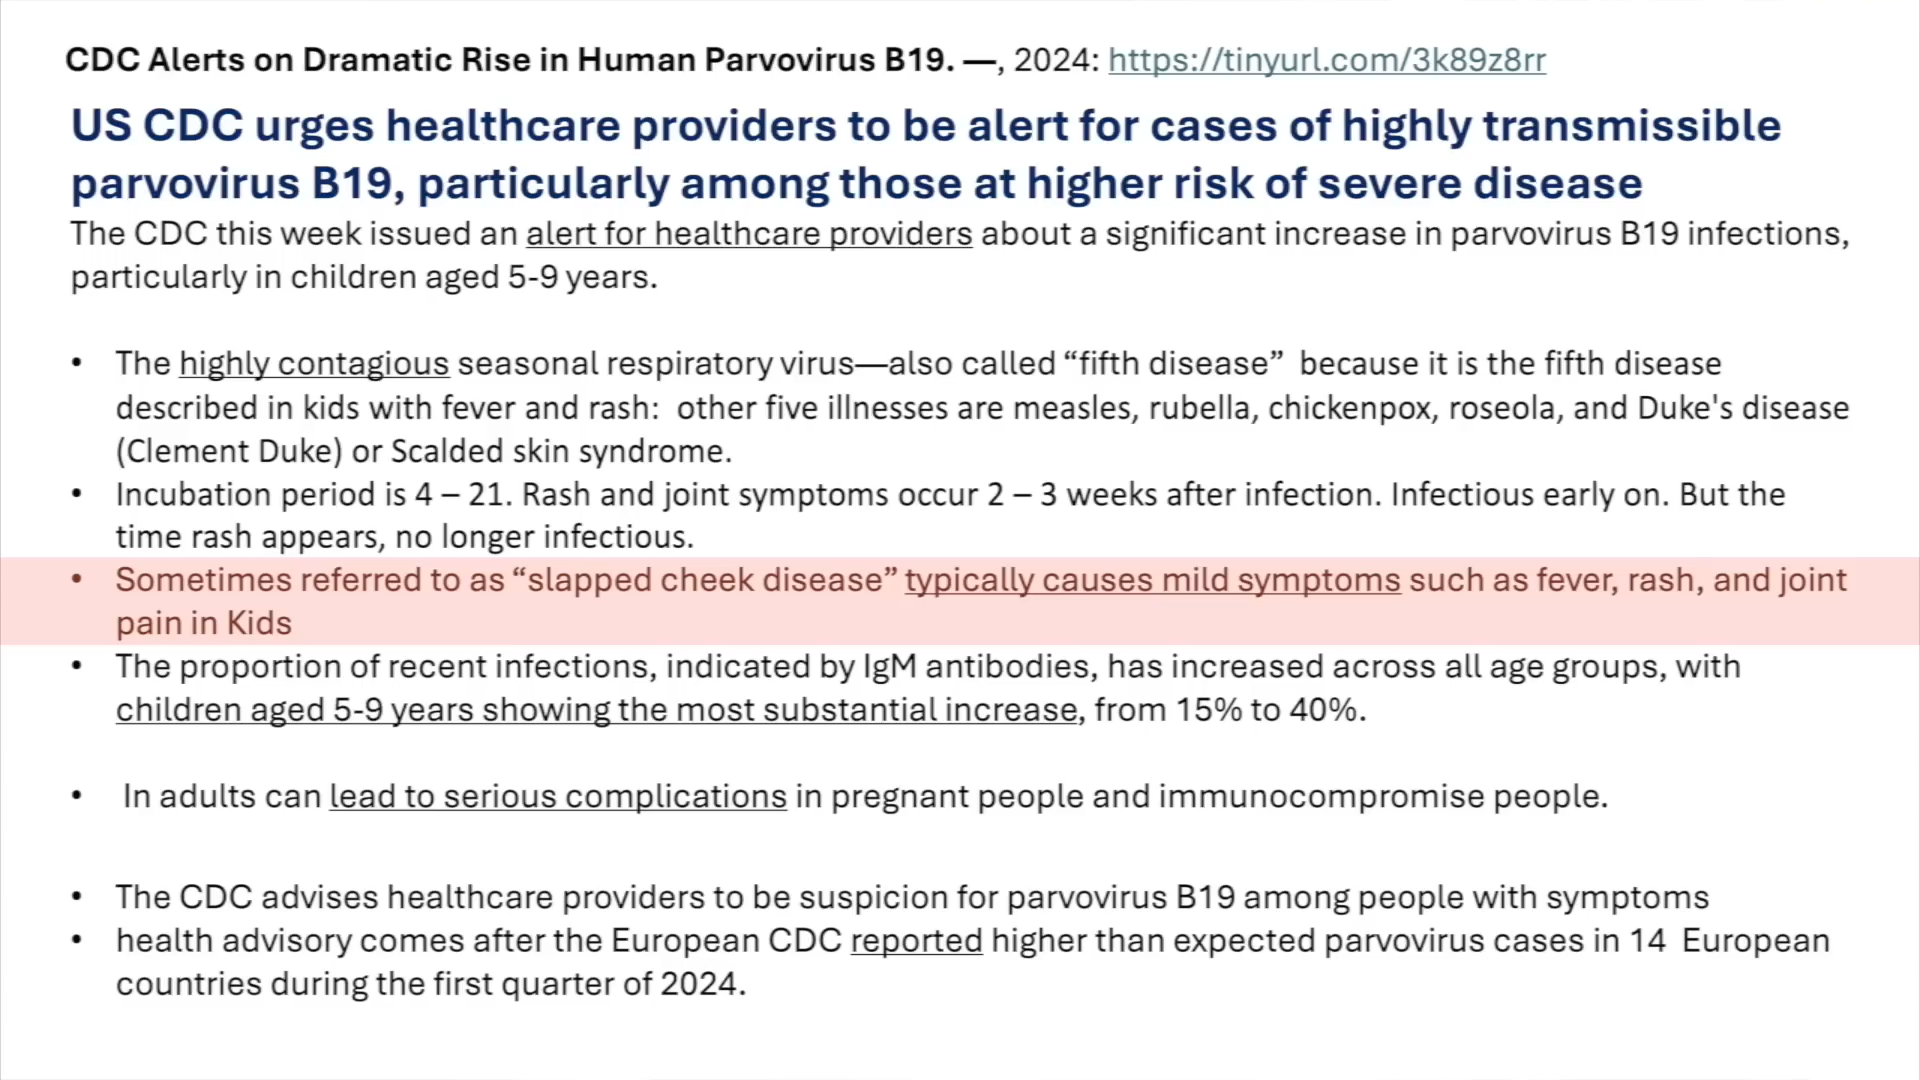 CDC Alerts on Dramatic Rise in Human Parvovirus B19. —, 2024: https://tinyurl.com/3k89z8rr
US CDC urges healthcare providers to be alert for cases of highly transmissible
parvovirus B19, particularly among those at higher risk of severe disease
The CDC this week issued an alert for healthcare providers about a significant increase in parvovirus B19 infections,
particularly in children aged 5-9 years.
• The highly contagious seasonal respiratory virus—also called “fifth disease” because it is the fifth disease
described in kids with fever and rash: other five illnesses are measles, rubella, chickenpox, roseola, and Duke's disease
(Clement Duke) or Scalded skin syndrome.
• Incubation period is 4 – 21. Rash and joint symptoms occur 2 – 3 weeks after infection. Infectious early on. But the
time rash appears, no longer infectious.
• Sometimes referred to as “slapped cheek disease” typically causes mild symptoms such as fever, rash, and joint
pain in Kids
• The proportion of recent infections, indicated by IgM antibodies, has increased across all age groups, with
children aged 5-9 years showing the most substantial increase, from 15% to 40%.
• In adults can lead to serious complications in pregnant people and immunocompromise people.
• The CDC advises healthcare providers to be suspicion for parvovirus B19 among people with symptoms
• health advisory comes after the European CDC reported higher than expected parvovirus cases in 14 European
countries during the first quarter of 2024.